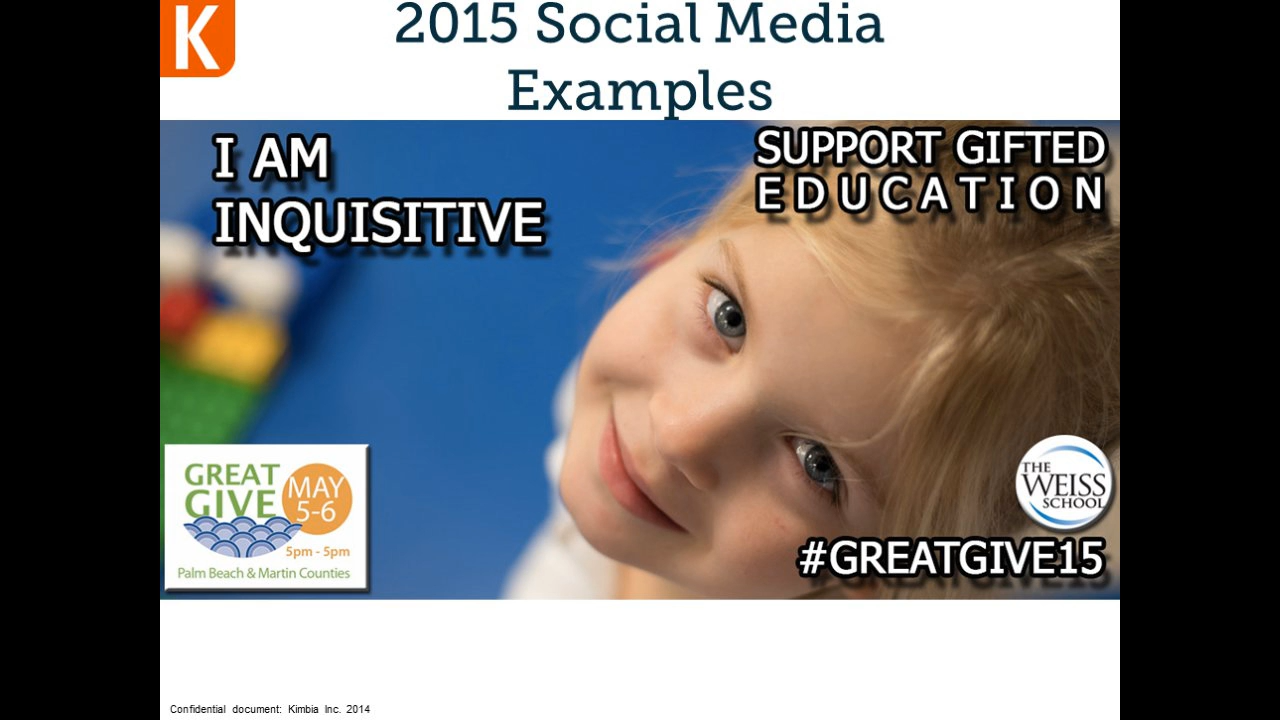 K
2015 Social Media
Examples
I AM
INQUISITIVE
SUPPORT GIFTED
EDUCATION
GREAT
GIVE
MAY
5-6
5pm - 5pm
Palm Beach & Martin Counties
THE
WEISS
SCHOOL
#GREATGIVE15
Confidential document: Kimbia Inc. 2014